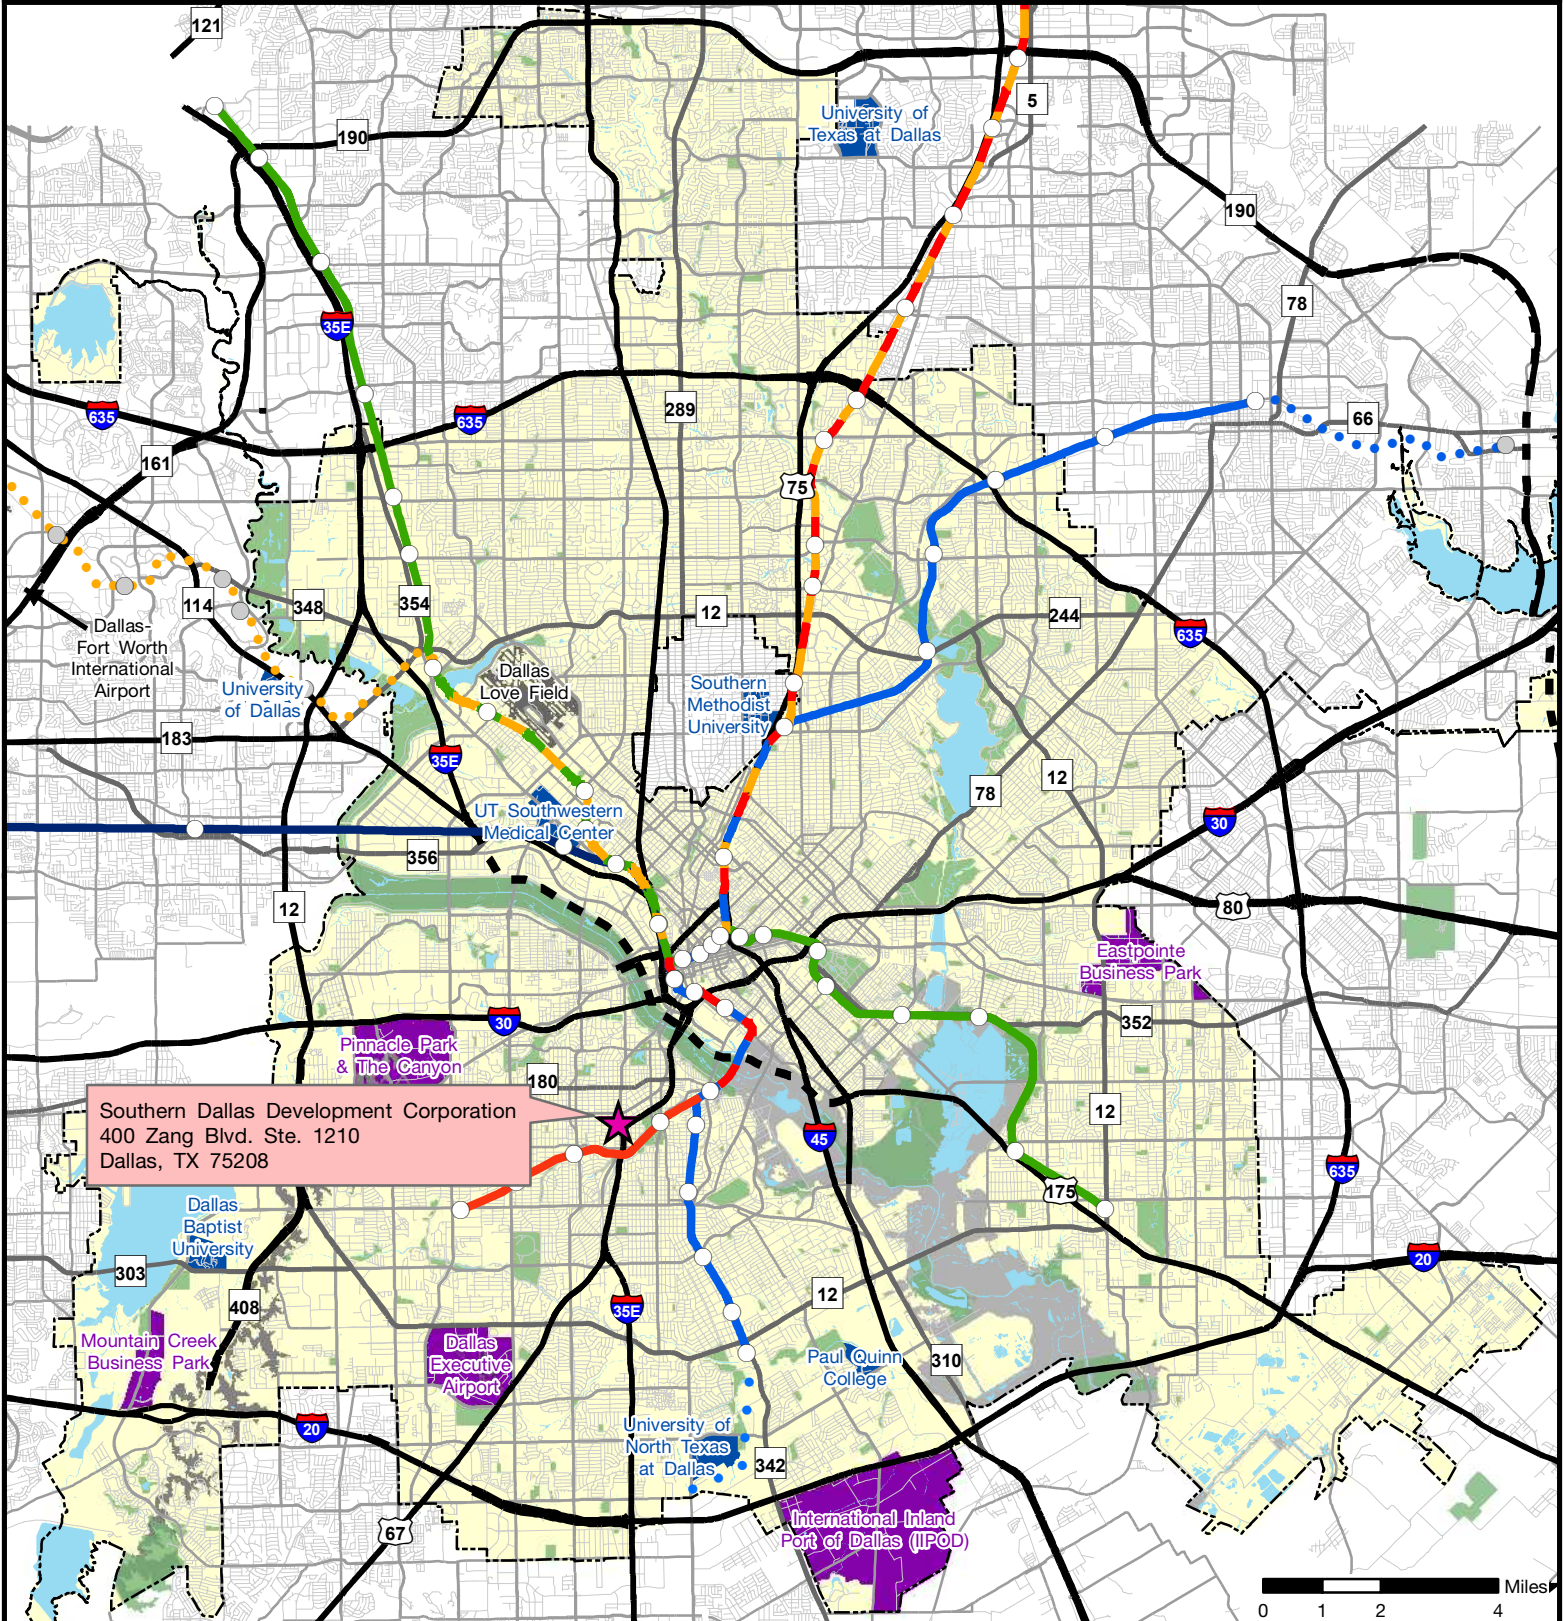 121
5
190
University of
Texas at Dallas
190
78
35E
635
635
289
66
161
75
114
348
354
12
244
635
Dallas-
Fort Worth
International
Airport
University
of Dallas
Dallas
Love Field
Southern
Methodist
University
183
35E
12
78
UT Southwestern
Medical Center
30
356
12
80
Eastpointe
Business Park
30
352
Pinnacle Park
& The Canyon
180
12
Southern Dallas Development Corporation
400 Zang Blvd. Ste. 1210
Dallas, TX 75208
45
635
175
Dallas
Baptist
University
303
20
408
35E
12
Mountain Creek
Business Park
Dallas
Executive
Airport
Paul Quinn
College
310
20
University of
North Texas
at Dallas
342
67
International Inland
Port of Dallas (IIPOD)
Miles
0 1 2 4